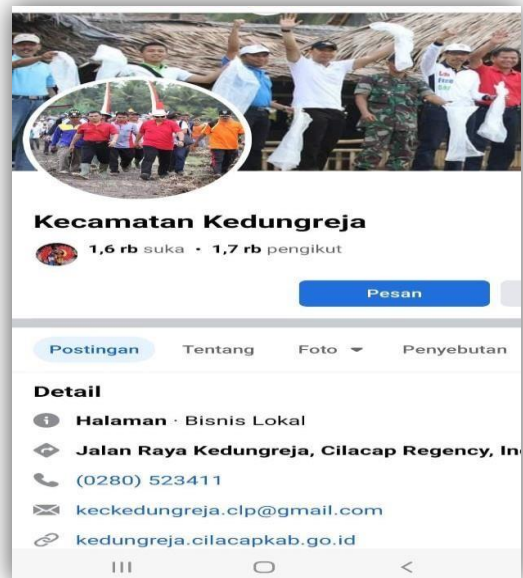 Kecamatan Kedungreja
1,6 rb suka · 1,7 rb pengikut
Pesan
Postingan Tentang Foto Penyebutan
Detail
Halaman · Bisnis Lokal
Jalan Raya Kedungreja, Cilacap Regency, In
(0280) 523411
keckedungreja.clp@gmail.com
kedungreja.cilacapkab.go.id